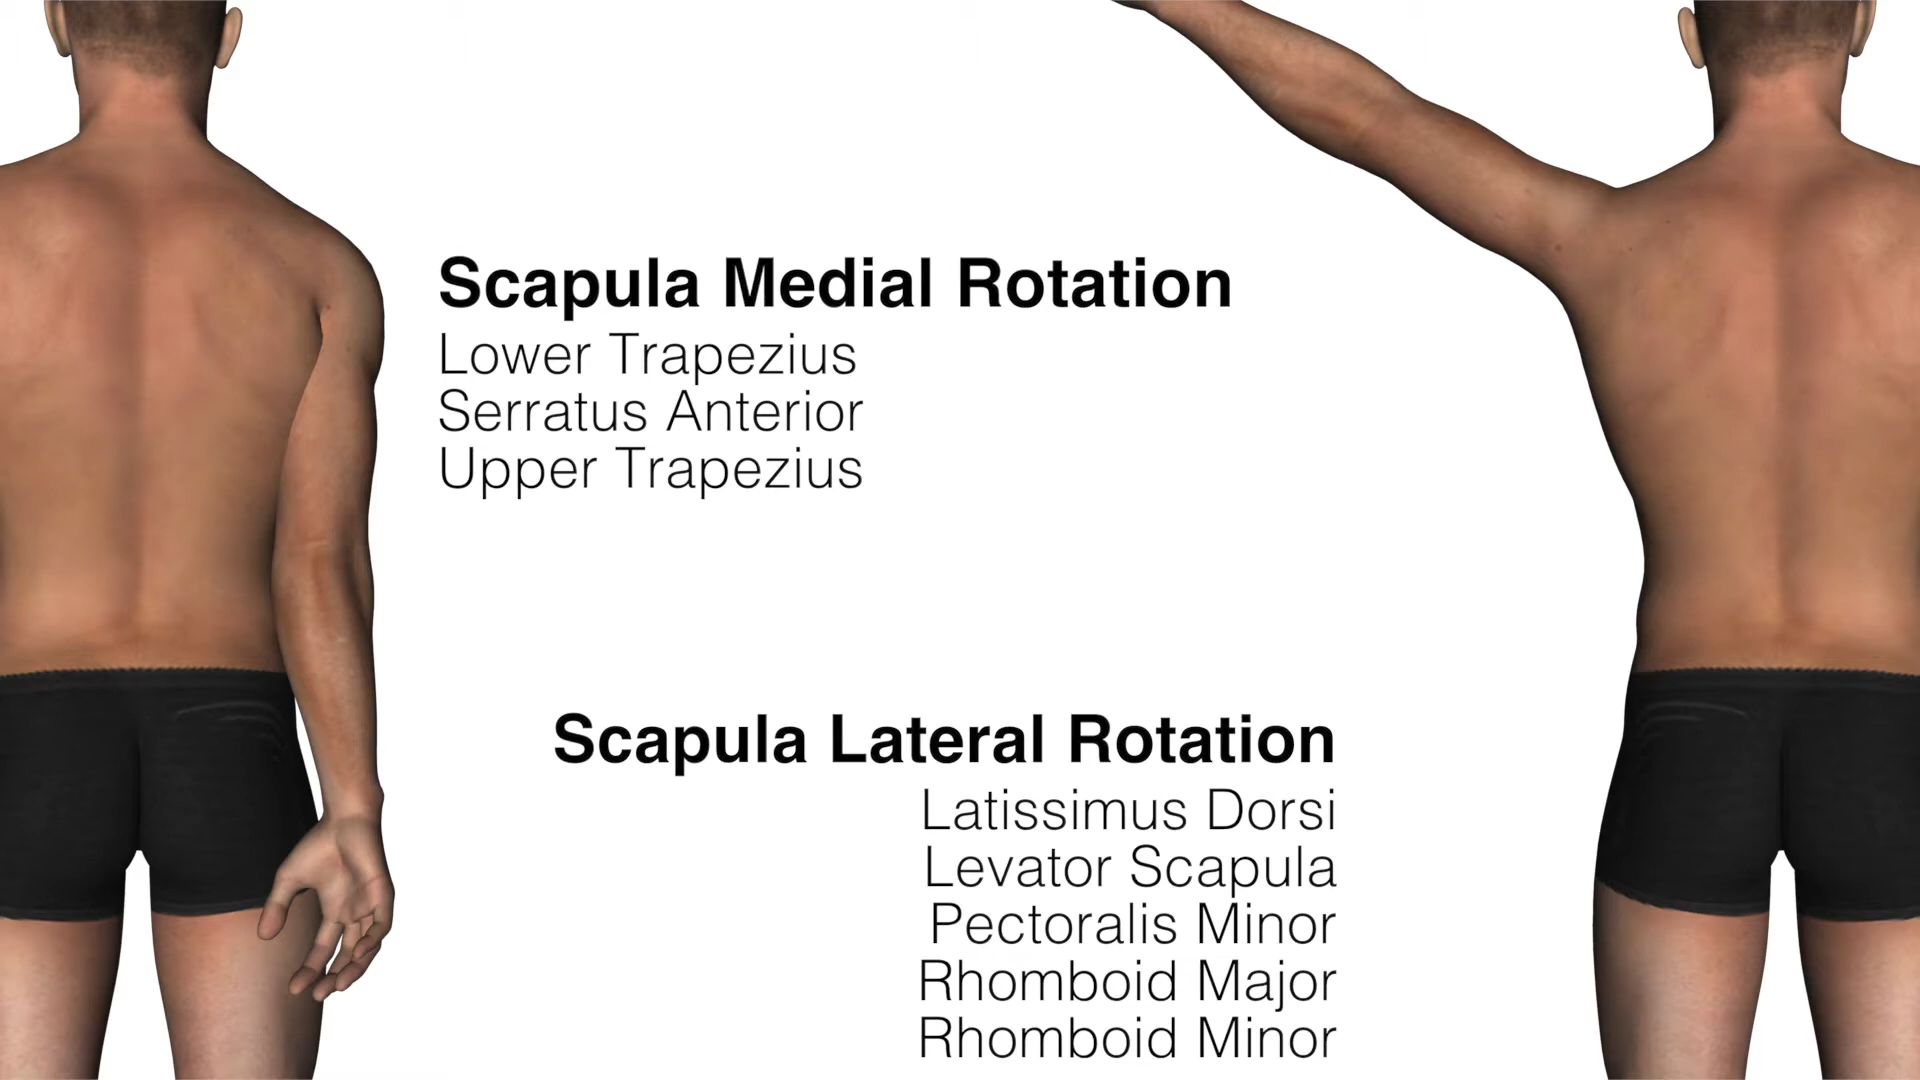 Scapula Medial Rotation
Lower Trapezius
Serratus Anterior
Upper Trapezius
Scapula Lateral Rotation
Latissimus Dorsi
Levator Scapula
Pectoralis Minor
Rhomboid Major
Rhomboid Minor